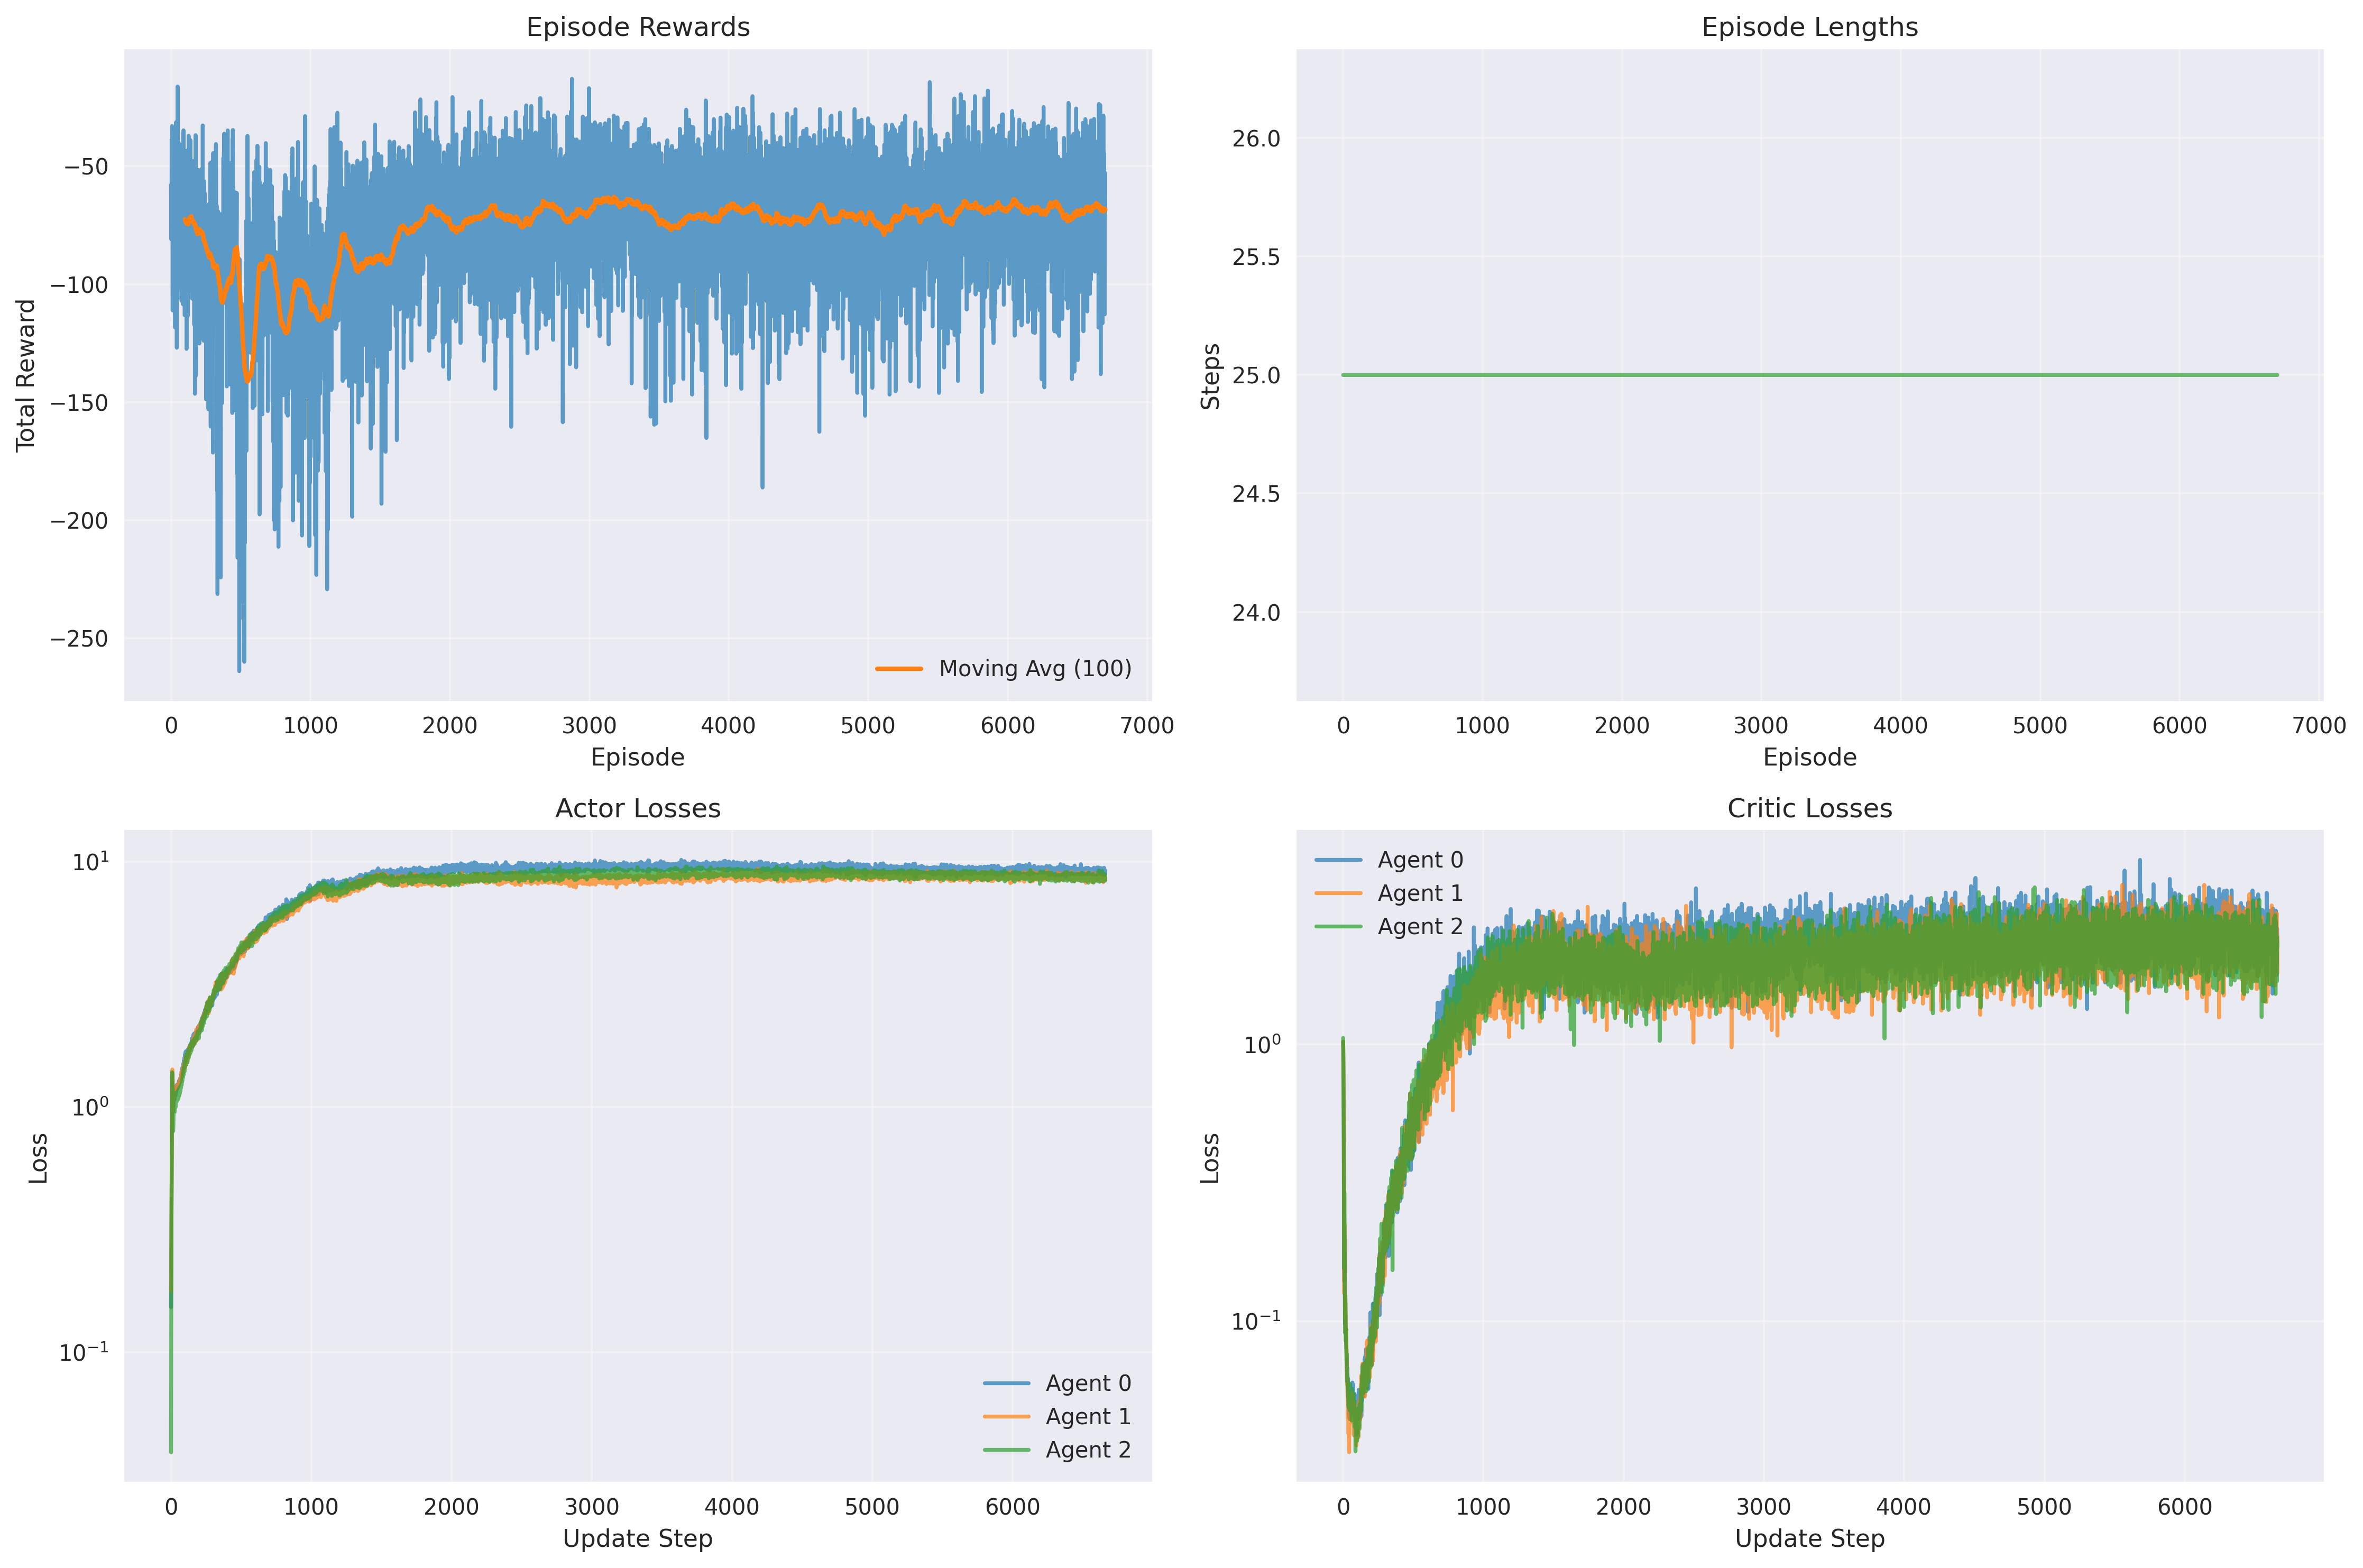 Episode Rewards
Total Reward
−50
−100
−150
−200
−250
Moving Avg (100)
0 1000 2000 3000 4000 5000 6000 7000
Episode
Episode Lengths
Steps
26.0
25.5
25.0
24.5
24.0
0 1000 2000 3000 4000 5000 6000 7000
Episode
Actor Losses
Loss
10¹
10⁰
10⁻¹
Agent 0
Agent 1
Agent 2
0 1000 2000 3000 4000 5000 6000
Update Step
Critic Losses
Loss
Agent 0
Agent 1
Agent 2
10⁰
10⁻¹
0 1000 2000 3000 4000 5000 6000
Update Step